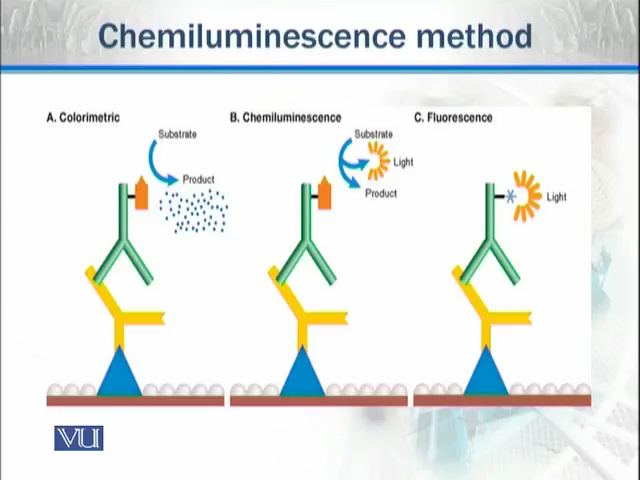 Chemiluminescence method
A. Colorimetric
Substrate
Product
B. Chemiluminescence
Substrate
Light
Product
C. Fluorescence
Light
VU